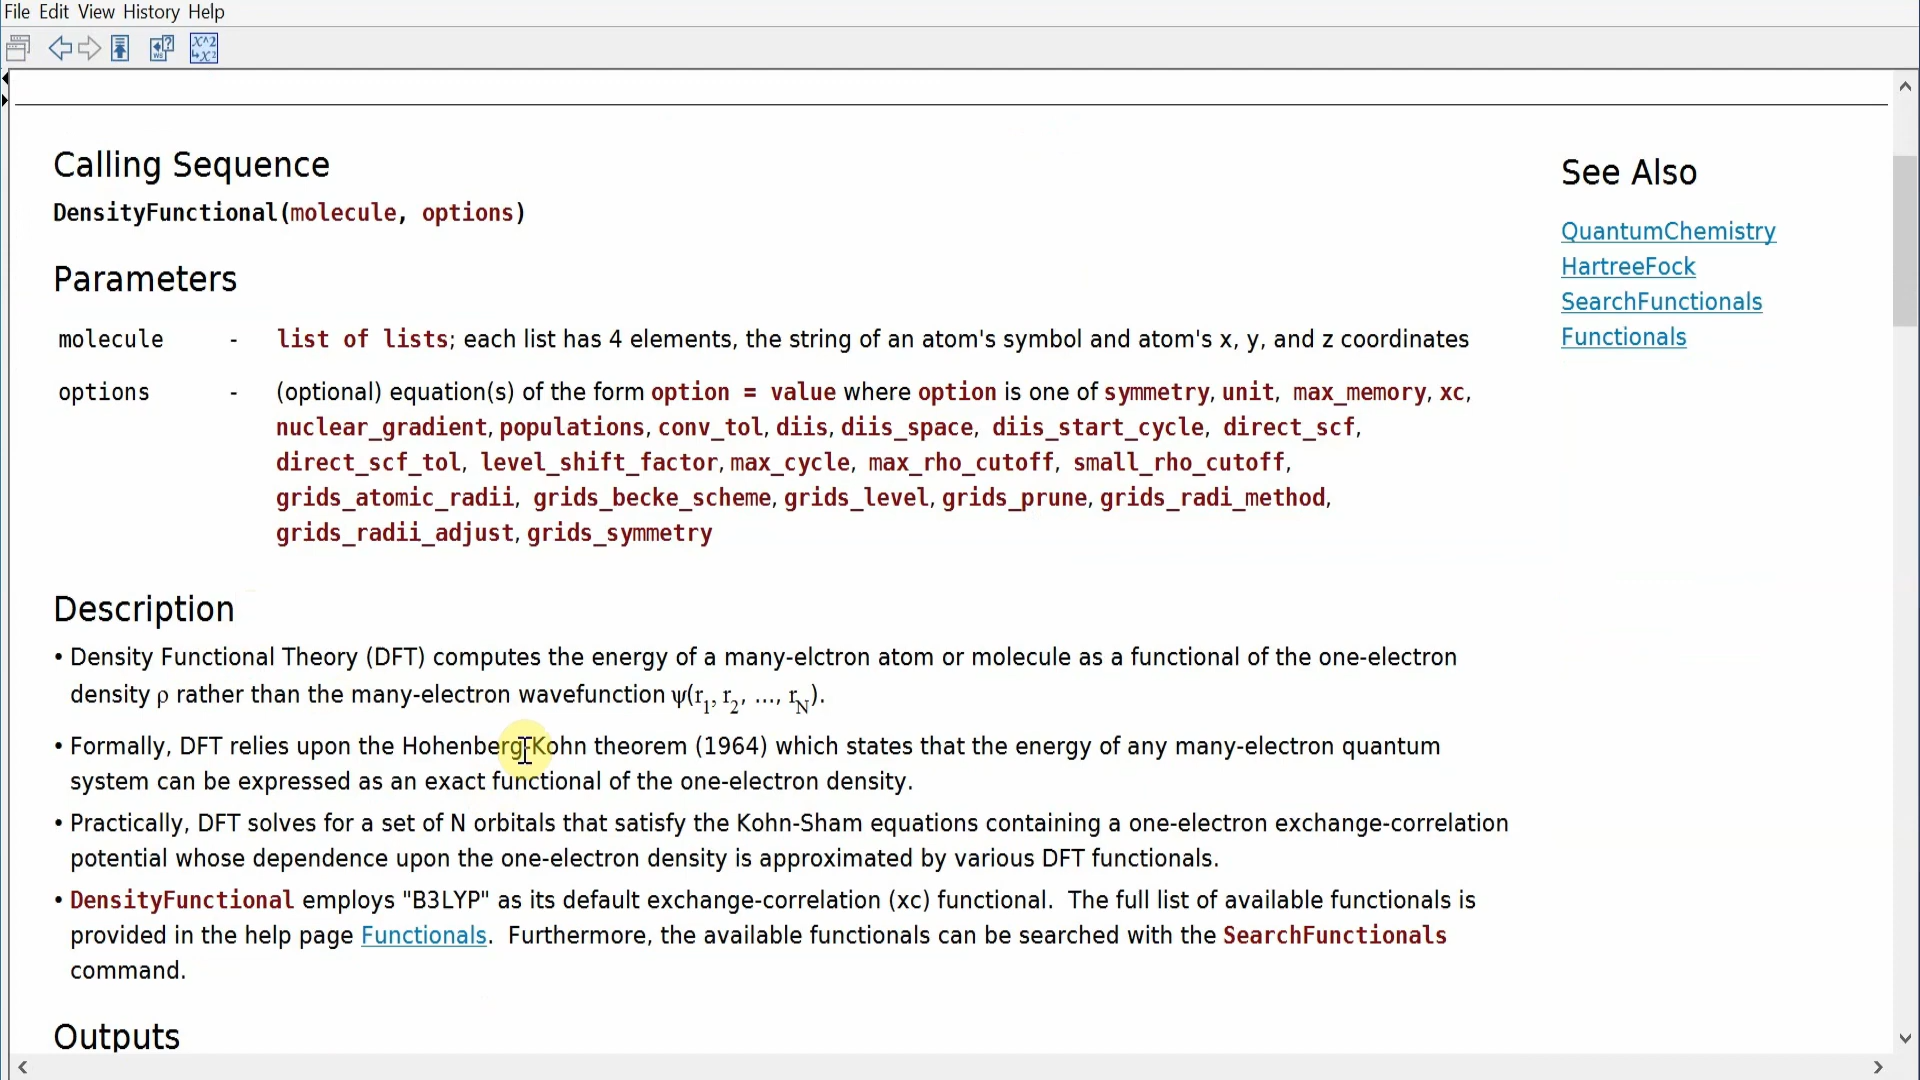 File Edit View History Help
Calling Sequence
DensityFunctional(molecule, options)
Parameters
molecule - list of lists; each list has 4 elements, the string of an atom's symbol and atom's x, y, and z coordinates
options - (optional) equation(s) of the form option = value where option is one of symmetry, unit, max_memory, xc,
nuclear_gradient, populations, conv_tol, diis, diis_space, diis_start_cycle, direct_scf,
direct_scf_tol, level_shift_factor, max_cycle, max_rho_cutoff, small_rho_cutoff,
grids_atomic_radii, grids_becke_scheme, grids_level, grids_prune, grids_radi_method,
grids_radii_adjust, grids_symmetry
Description
• Density Functional Theory (DFT) computes the energy of a many-elctron atom or molecule as a functional of the one-electron
density ρ rather than the many-electron wavefunction ψ(r1, r2, ..., rN).
• Formally, DFT relies upon the Hohenberg-Kohn theorem (1964) which states that the energy of any many-electron quantum
system can be expressed as an exact functional of the one-electron density.
• Practically, DFT solves for a set of N orbitals that satisfy the Kohn-Sham equations containing a one-electron exchange-correlation
potential whose dependence upon the one-electron density is approximated by various DFT functionals.
• DensityFunctional employs "B3LYP" as its default exchange-correlation (xc) functional. The full list of available functionals is
provided in the help page Functionals. Furthermore, the available functionals can be searched with the SearchFunctionals
command.
Outputs
See Also
QuantumChemistry
HartreeFock
SearchFunctionals
Functionals